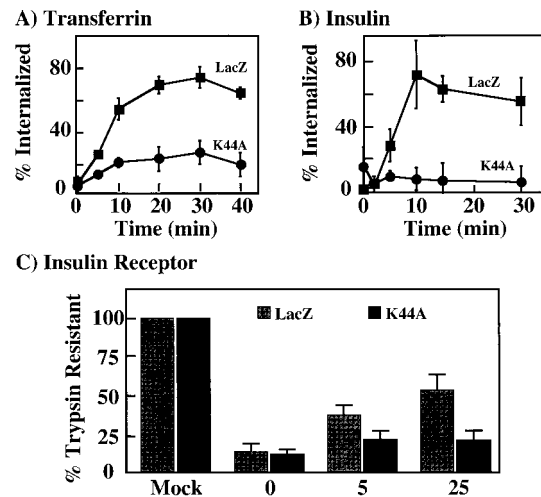 A) Transferrin
% Internalized
80
40
0
LacZ
K44A
0 10 20 30 40
Time (min)
B) Insulin
% Internalized
80
40
0
LacZ
K44A
0 10 20 30
Time (min)
C) Insulin Receptor
% Trypsin Resistant
100
50
25
0
LacZ K44A
Mock 0 5 25